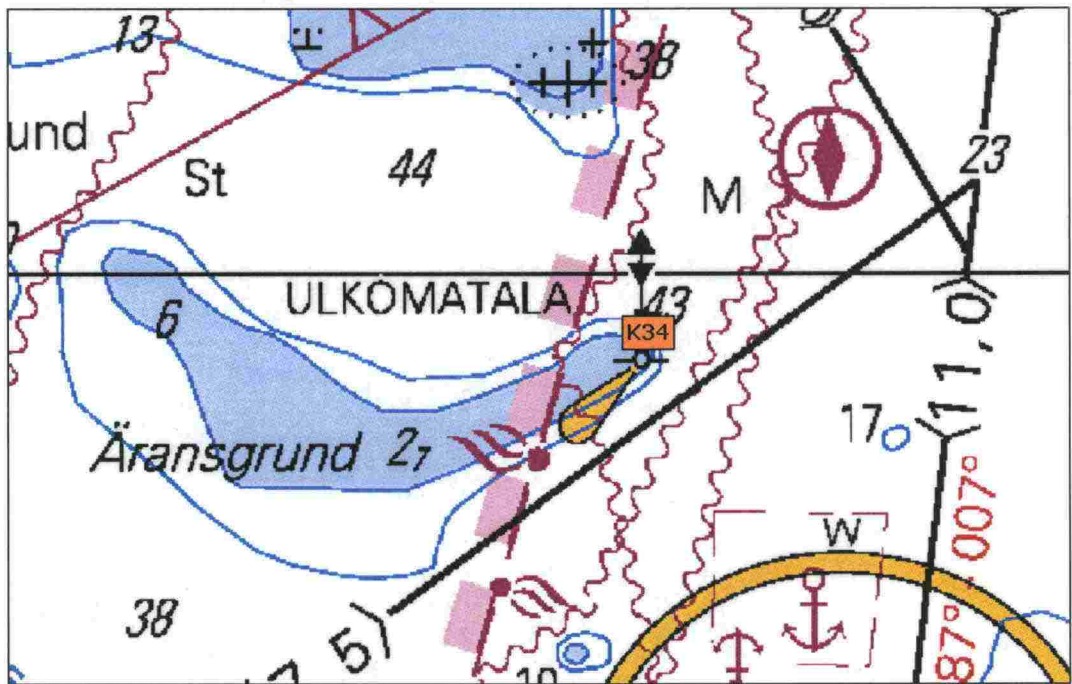 13
38
und
St
44
M
23
ULKOMATALA
43
K34
6
Äransgrund 2₇
17
(11,0)
W
87°
007°
38
7 5)